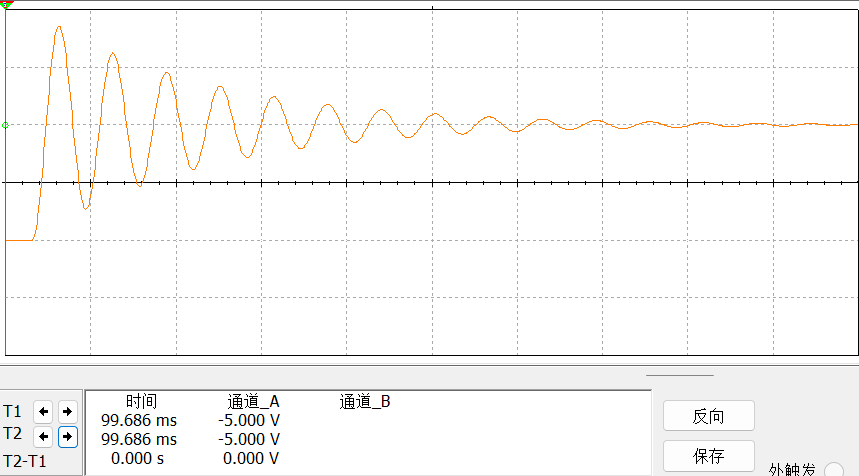 时间 通道_A 通道_B
T1 99.686 ms -5.000 V 反向
T2 99.686 ms -5.000 V
T2-T1 0.000 s 0.000 V 保存
外触发